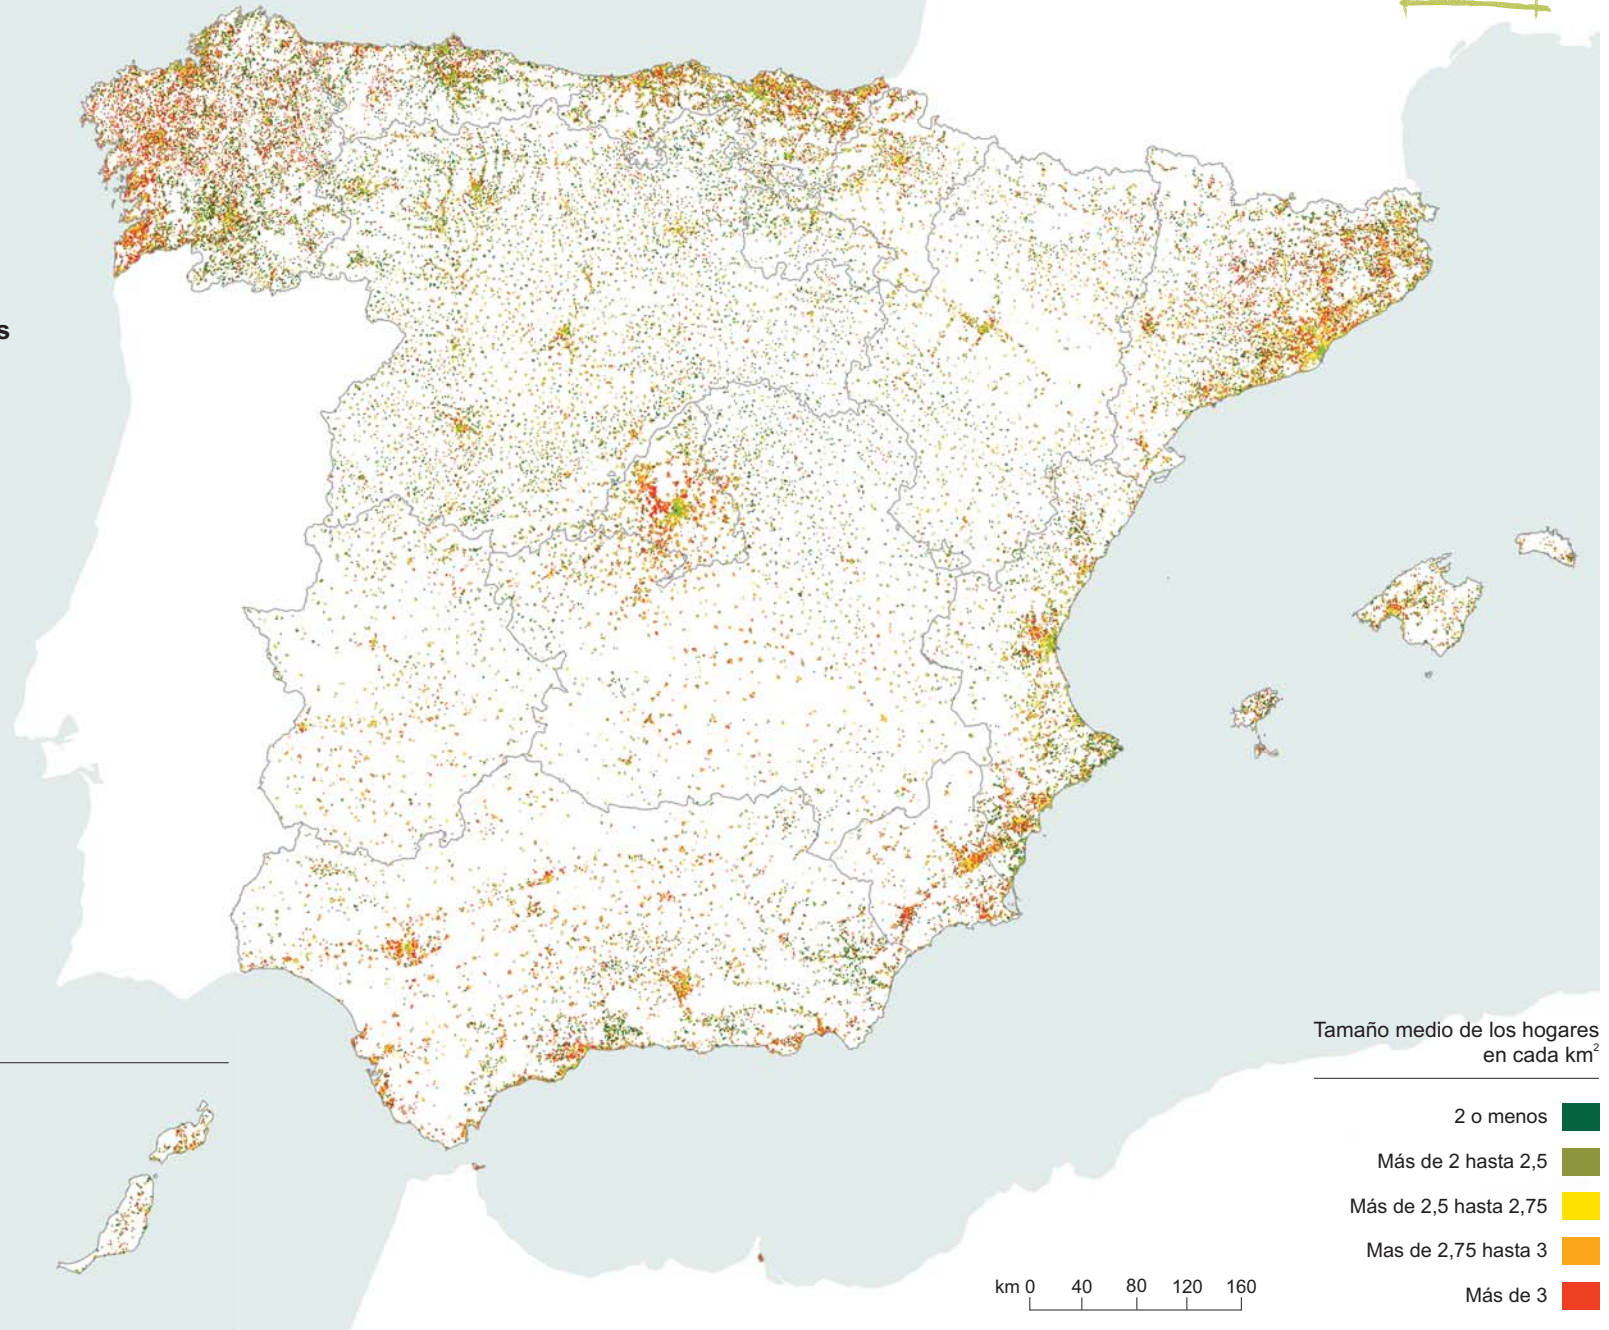 s
Tamaño medio de los hogares
en cada km²
2 o menos
Más de 2 hasta 2,5
Más de 2,5 hasta 2,75
Mas de 2,75 hasta 3
Más de 3
km 0 40 80 120 160